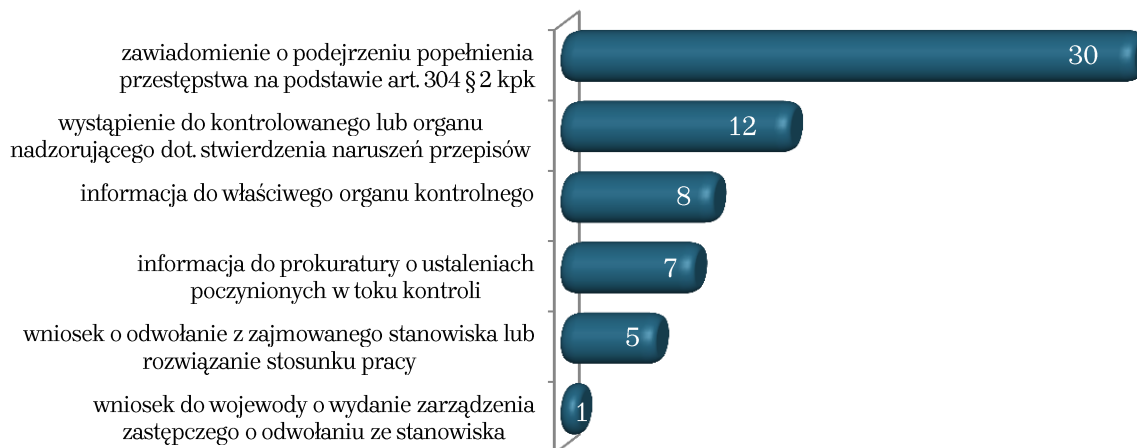 zawiadomienie o podejrzeniu popełnienia
przestępstwa na podstawie art. 304 § 2 kpk
30
wystąpienie do kontrolowanego lub organu
nadzorującego dot. stwierdzenia naruszeń przepisów
12
informacja do właściwego organu kontrolnego
8
informacja do prokuratury o ustaleniach
poczynionych w toku kontroli
7
wniosek o odwołanie z zajmowanego stanowiska lub
rozwiązanie stosunku pracy
5
wniosek do wojewody o wydanie zarządzenia
zastępczego o odwołaniu ze stanowiska
1